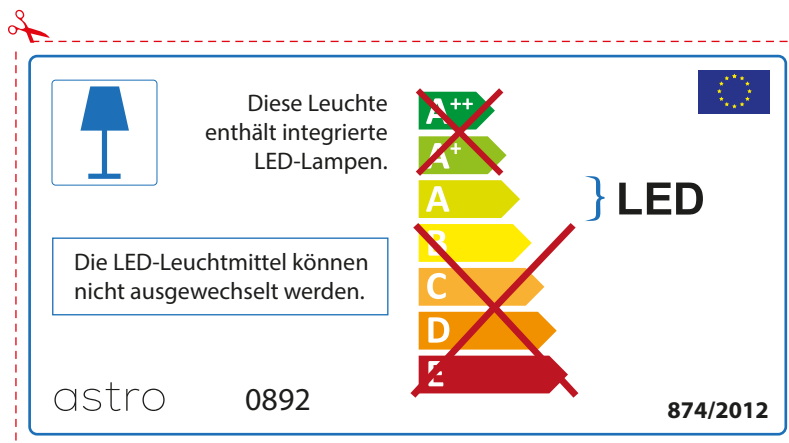 Diese Leuchte
enthält integrierte
LED-Lampen.
A++
A+
A
B
C
D
E
LED
Die LED-Leuchtmittel können
nicht ausgewechselt werden.
astro
0892
874/2012